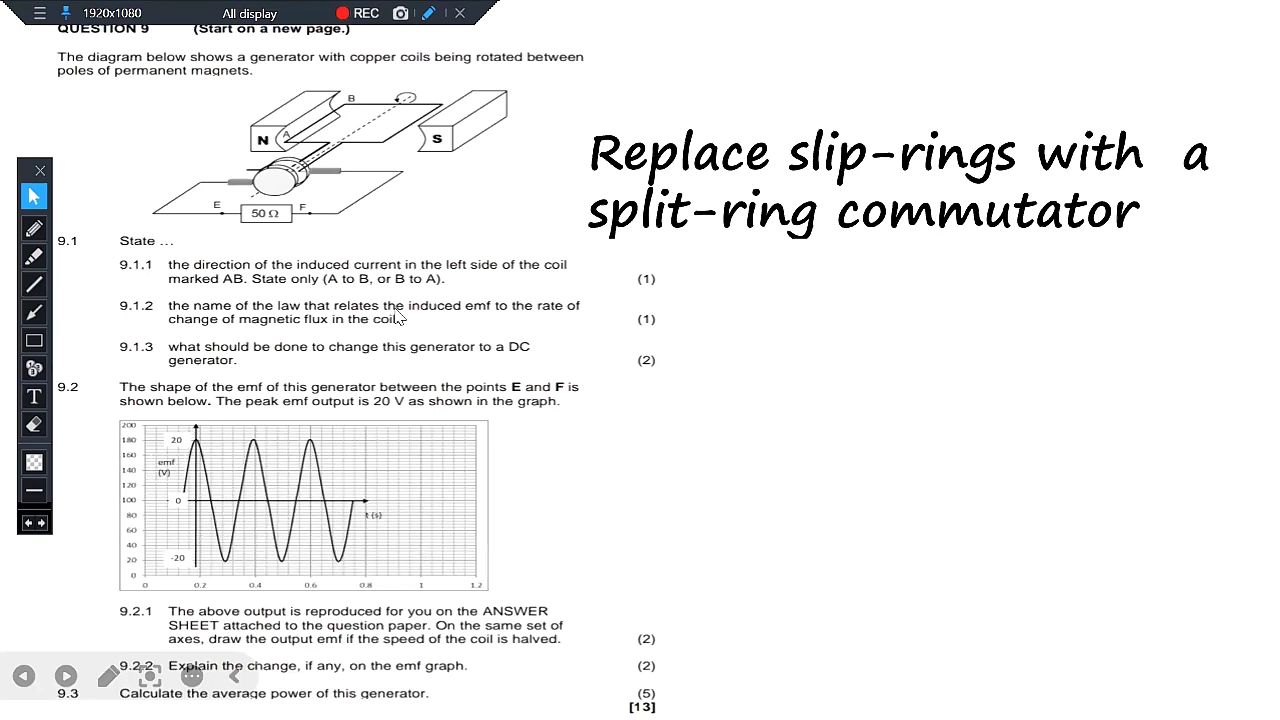 1920x1080 All display REC
QUESTION 9 (Start on a new page.)
The diagram below shows a generator with copper coils being rotated between
poles of permanent magnets.
B
N A S
E 50 Ω F
Replace slip-rings with a
split-ring commutator
9.1 State …
9.1.1 the direction of the induced current in the left side of the coil
marked AB. State only (A to B, or B to A). (1)
9.1.2 the name of the law that relates the induced emf to the rate of
change of magnetic flux in the coil. (1)
9.1.3 what should be done to change this generator to a DC
generator. (2)
9.2 The shape of the emf of this generator between the points E and F is
shown below. The peak emf output is 20 V as shown in the graph.
200
180 20
160 emf
140 (V)
120
100 0
80 t (s)
60
40
20 -20
0
0 0.2 0.4 0.6 0.8 1 1.2
9.2.1 The above output is reproduced for you on the ANSWER
SHEET attached to the question paper. On the same set of
axes, draw the output emf if the speed of the coil is halved. (2)
9.2.2 Explain the change, if any, on the emf graph. (2)
9.3 Calculate the average power of this generator. (5)
[13]